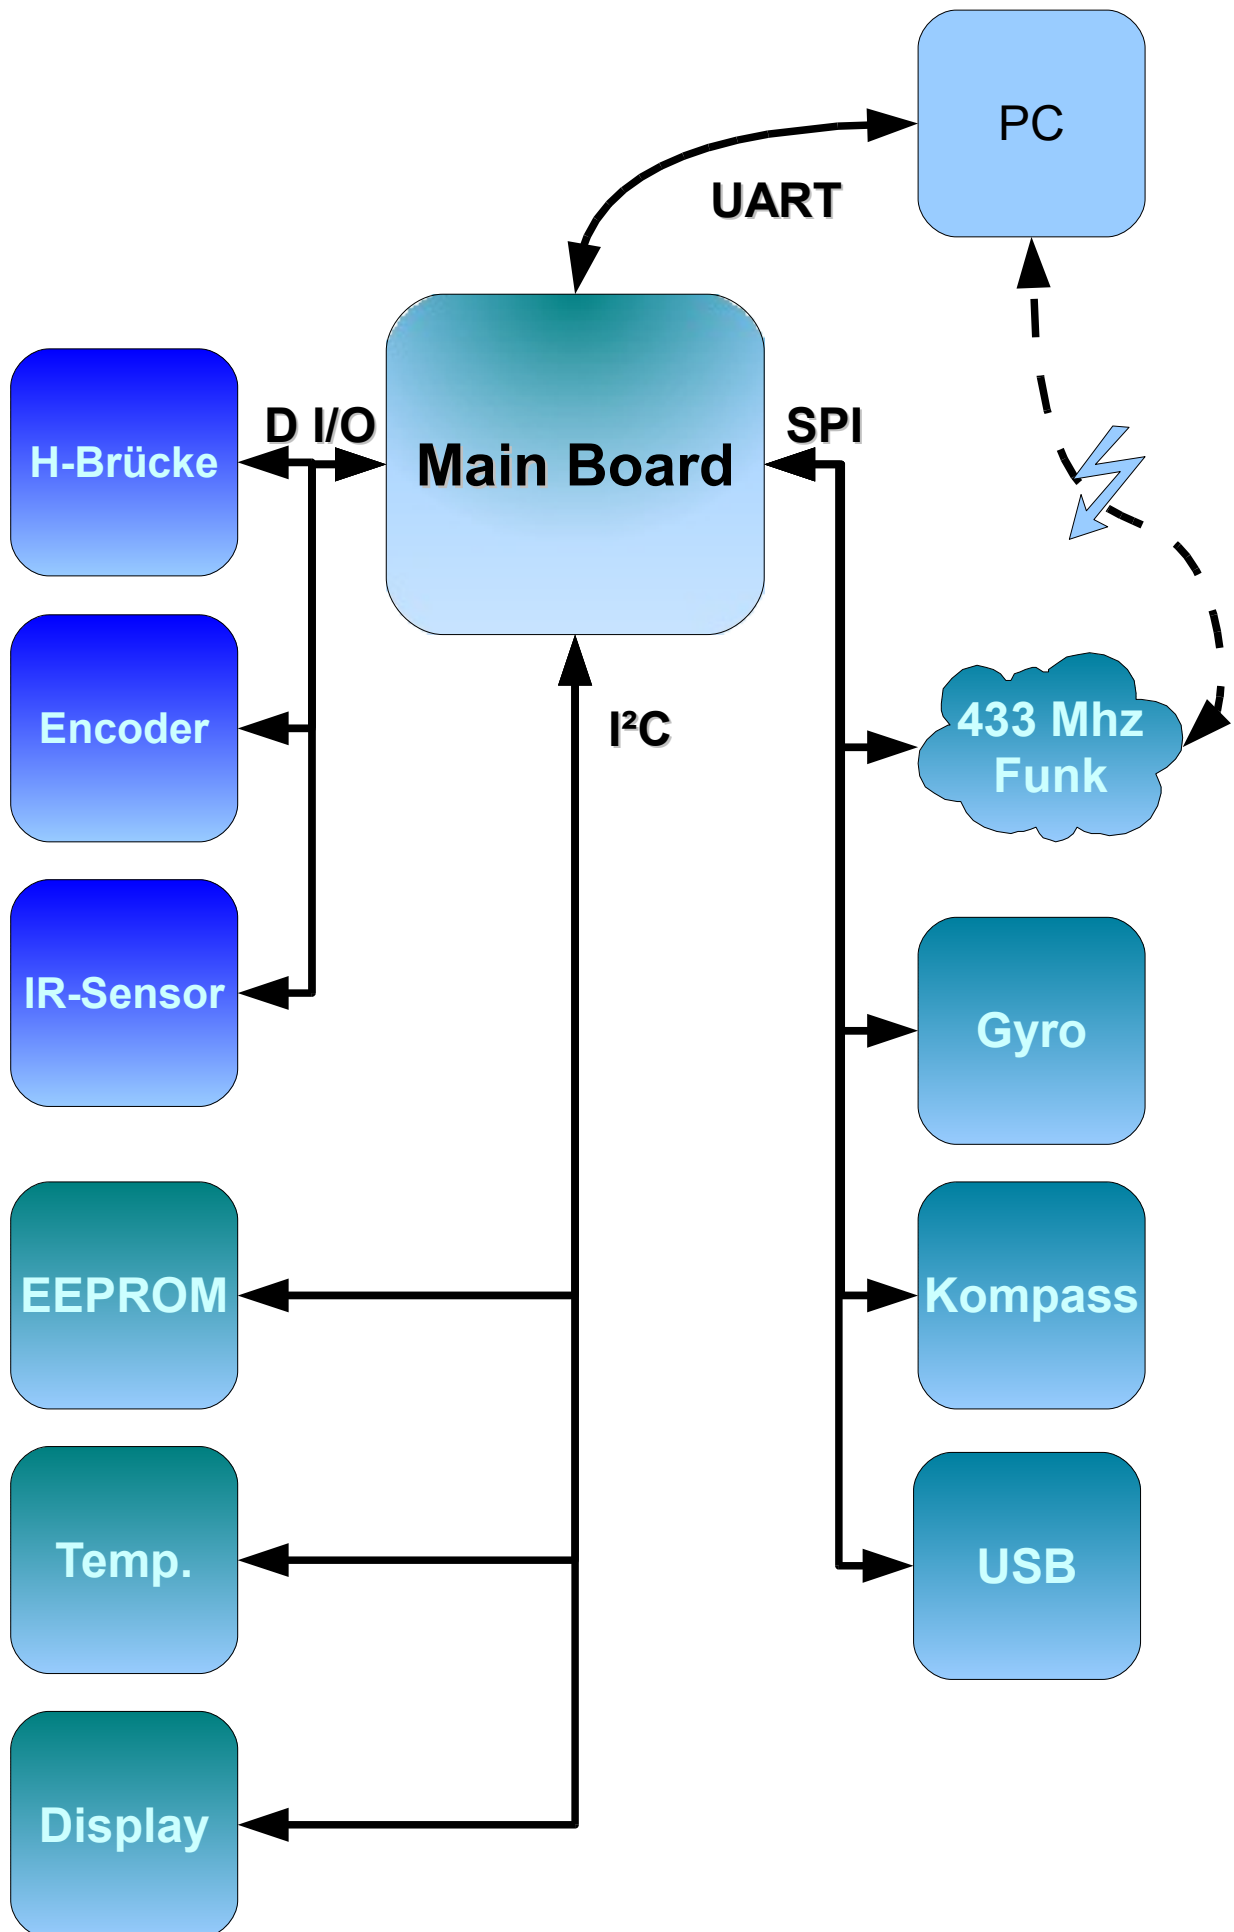 PC
UART
H-Brücke
D I/O
Main Board
SPI
Encoder
I²C
433 Mhz
Funk
IR-Sensor
Gyro
EEPROM
Kompass
Temp.
USB
Display